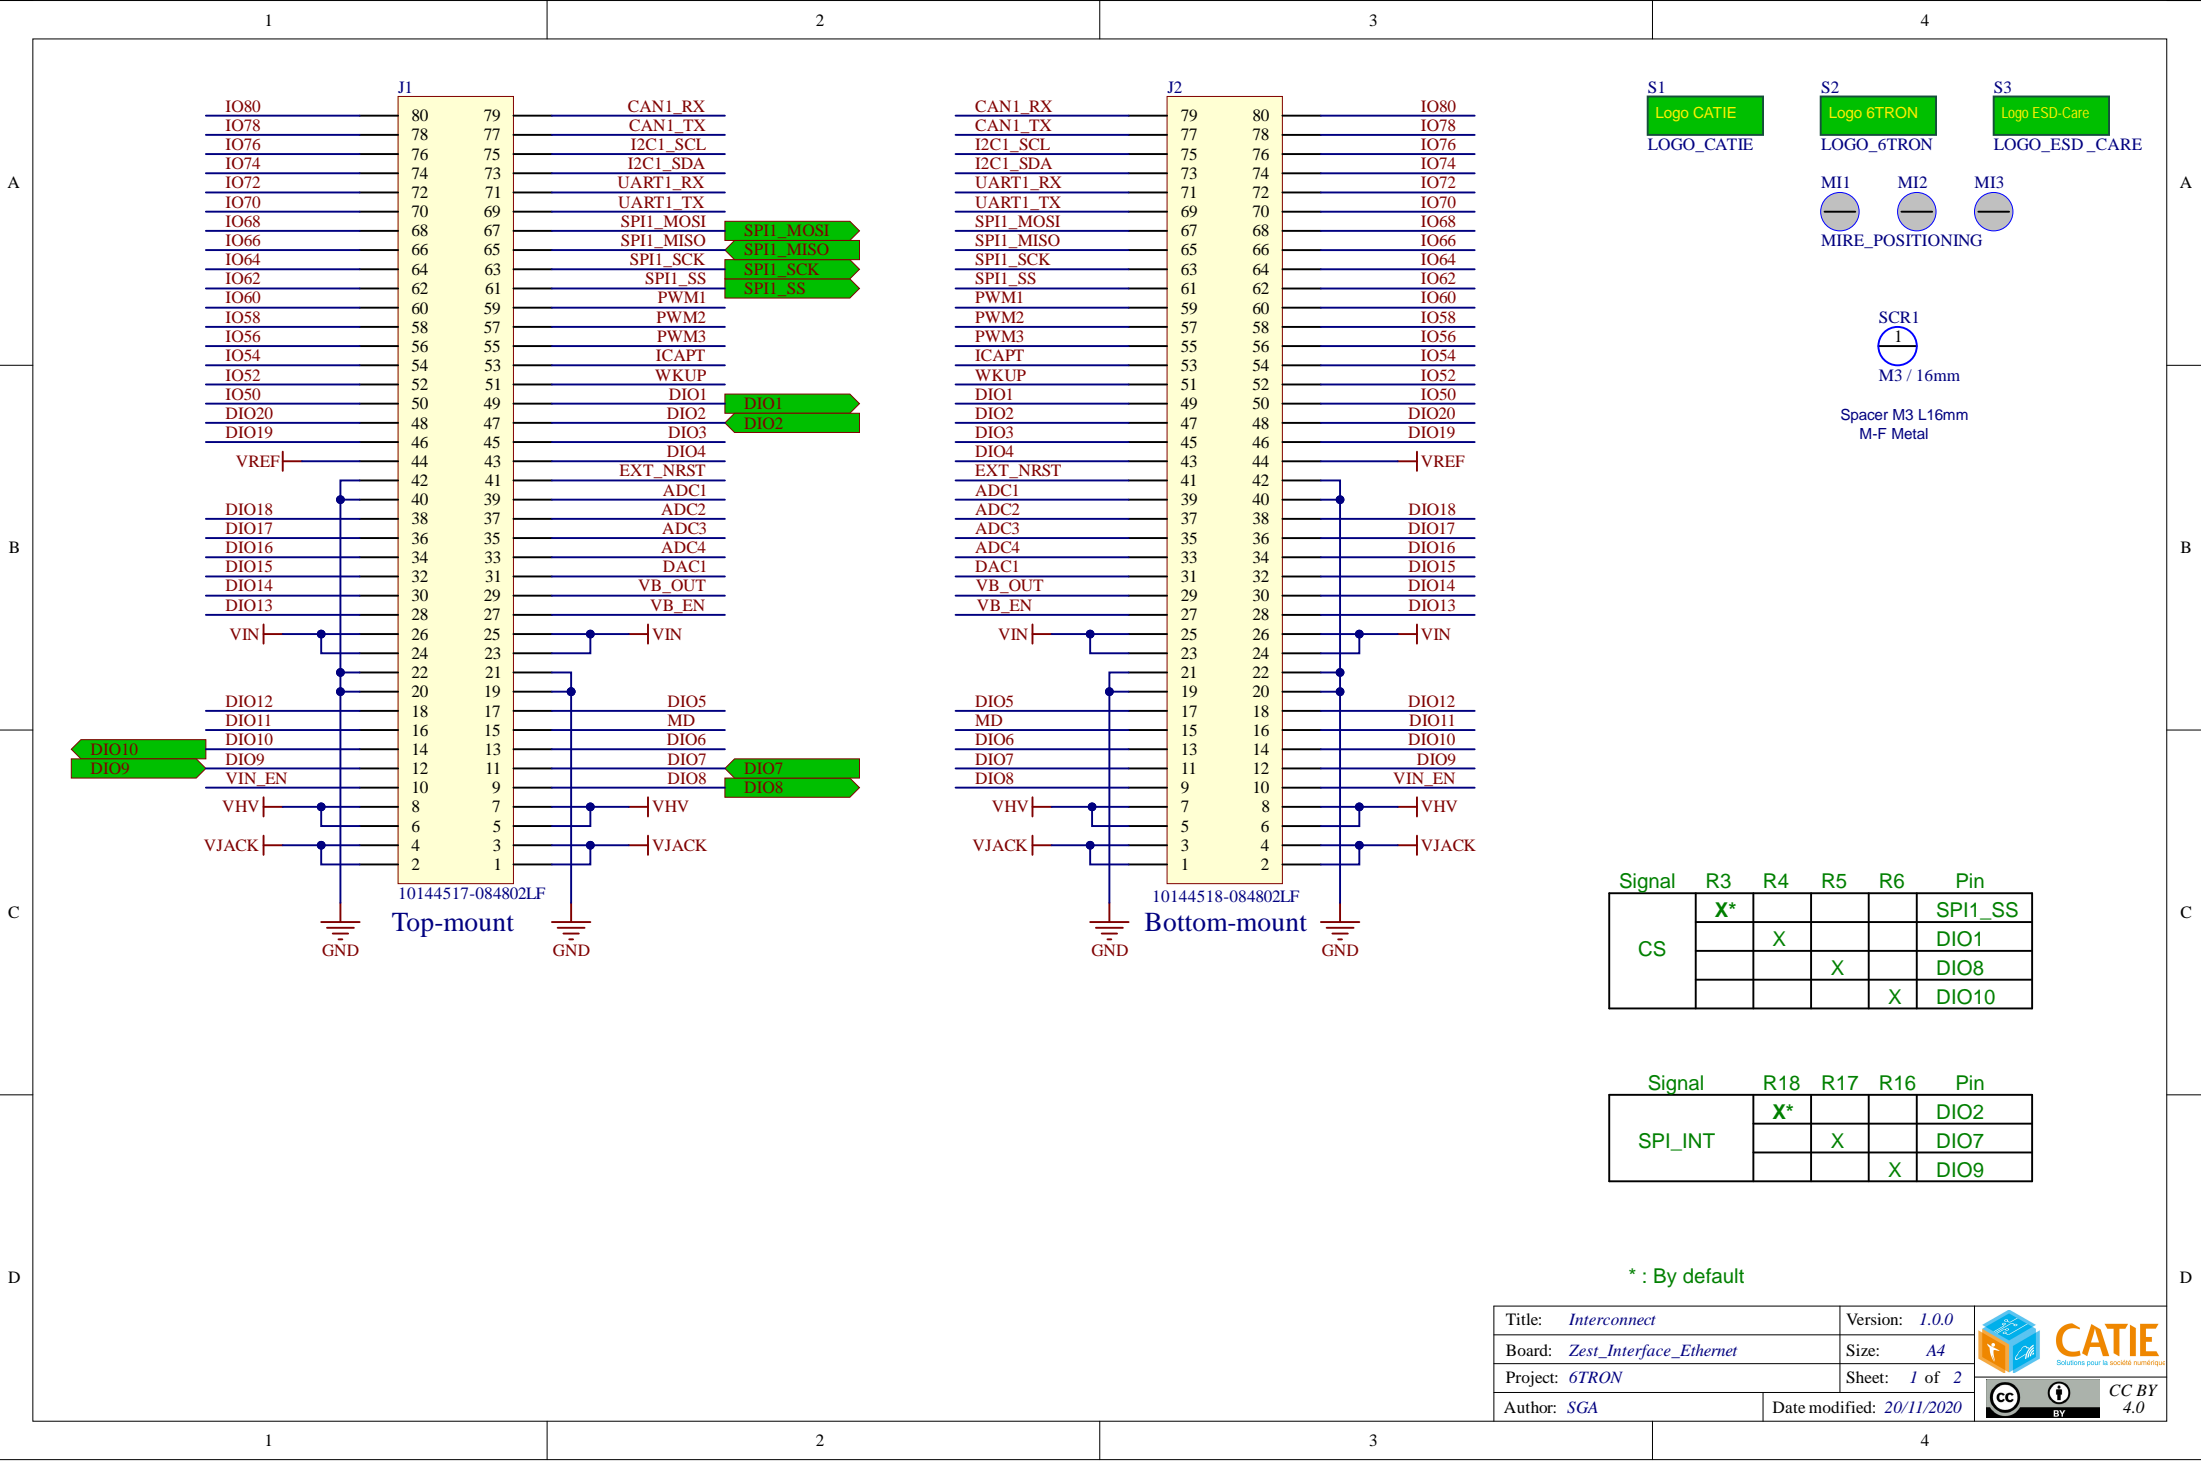 1 2 3 4
J1
IO80 80 79 CAN1_RX
IO78 78 77 CAN1_TX
IO76 76 75 I2C1_SCL
IO74 74 73 I2C1_SDA
IO72 72 71 UART1_RX
IO70 70 69 UART1_TX
IO68 68 67 SPI1_MOSI SPI1_MOSI
IO66 66 65 SPI1_MISO SPI1_MISO
IO64 64 63 SPI1_SCK SPI1_SCK
IO62 62 61 SPI1_SS SPI1_SS
IO60 60 59 PWM1
IO58 58 57 PWM2
IO56 56 55 PWM3
IO54 54 53 ICAPT
IO52 52 51 WKUP
IO50 50 49 DIO1 DIO1
DIO20 48 47 DIO2 DIO2
DIO19 46 45 DIO3
VREF 44 43 DIO4
42 41 EXT_NRST
40 39 ADC1
DIO18 38 37 ADC2
DIO17 36 35 ADC3
DIO16 34 33 ADC4
DIO15 32 31 DAC1
DIO14 30 29 VB_OUT
DIO13 28 27 VB_EN
VIN 26 25 VIN
24 23
22 21
20 19
DIO12 18 17 DIO5
DIO11 16 15 MD
DIO10 DIO10 14 13 DIO6
DIO9 DIO9 12 11 DIO7 DIO7
VIN_EN 10 9 DIO8 DIO8
VHV 8 7 VHV
6 5
VJACK 4 3 VJACK
2 1
10144517-084802LF
Top-mount
GND GND
J2
CAN1_RX 79 80 IO80
CAN1_TX 77 78 IO78
I2C1_SCL 75 76 IO76
I2C1_SDA 73 74 IO74
UART1_RX 71 72 IO72
UART1_TX 69 70 IO70
SPI1_MOSI 67 68 IO68
SPI1_MISO 65 66 IO66
SPI1_SCK 63 64 IO64
SPI1_SS 61 62 IO62
PWM1 59 60 IO60
PWM2 57 58 IO58
PWM3 55 56 IO56
ICAPT 53 54 IO54
WKUP 51 52 IO52
DIO1 49 50 IO50
DIO2 47 48 DIO20
DIO3 45 46 DIO19
DIO4 43 44 VREF
EXT_NRST 41 42
ADC1 39 40
ADC2 37 38 DIO18
ADC3 35 36 DIO17
ADC4 33 34 DIO16
DAC1 31 32 DIO15
VB_OUT 29 30 DIO14
VB_EN 27 28 DIO13
VIN 25 26 VIN
23 24
21 22
19 20
DIO5 17 18 DIO12
MD 15 16 DIO11
DIO6 13 14 DIO10
DIO7 11 12 DIO9
DIO8 9 10 VIN_EN
VHV 7 8 VHV
5 6
VJACK 3 4 VJACK
1 2
10144518-084802LF
Bottom-mount
GND GND
S1 S2 S3
Logo CATIE Logo 6TRON Logo ESD-Care
LOGO_CATIE LOGO_6TRON LOGO_ESD_CARE
MI1 MI2 MI3
MIRE_POSITIONING
SCR1
1
M3 / 16mm
Spacer M3 L16mm
M-F Metal
Signal R3 R4 R5 R6 Pin
CS
X* SPI1_SS
X DIO1
X DIO8
X DIO10
Signal R18 R17 R16 Pin
SPI_INT
X* DIO2
X DIO7
X DIO9
* : By default
Title: Interconnect Version: 1.0.0
Board: Zest_Interface_Ethernet Size: A4
Project: 6TRON Sheet: 1 of 2
Author: SGA Date modified: 20/11/2020
CATIE
Solutions pour la société numérique
cc BY
CC BY
4.0
A A
B B
C C
D D
1 2 3 4